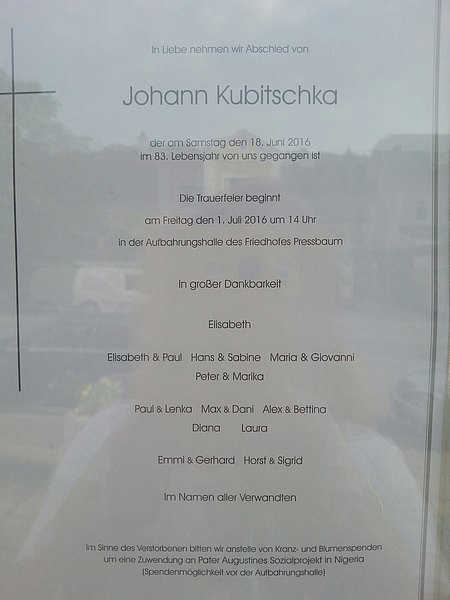 In Liebe nehmen wir Abschied von
Johann Kubitschka
der am Samstag den 18. Juni 2016
im 83. Lebensjahr von uns gegangen ist
Die Trauerfeier beginnt
am Freitag den 1. Juli 2016 um 14 Uhr
in der Aufbahrungshalle des Friedhofes Pressbaum
In großer Dankbarkeit
Elisabeth
Elisabeth & Paul Hans & Sabine Maria & Giovanni
Peter & Marika
Paul & Lenka Max & Dani Alex & Bettina
Diana Laura
Emmi & Gerhard Horst & Sigrid
Im Namen aller Verwandten
Im Sinne des Verstorbenen bitten wir anstelle von Kranz- und Blumenspenden
um eine Zuwendung an Pater Augustines Sozialprojekt in Nigeria
(Spendenmöglichkeit vor der Aufbahrungshalle)